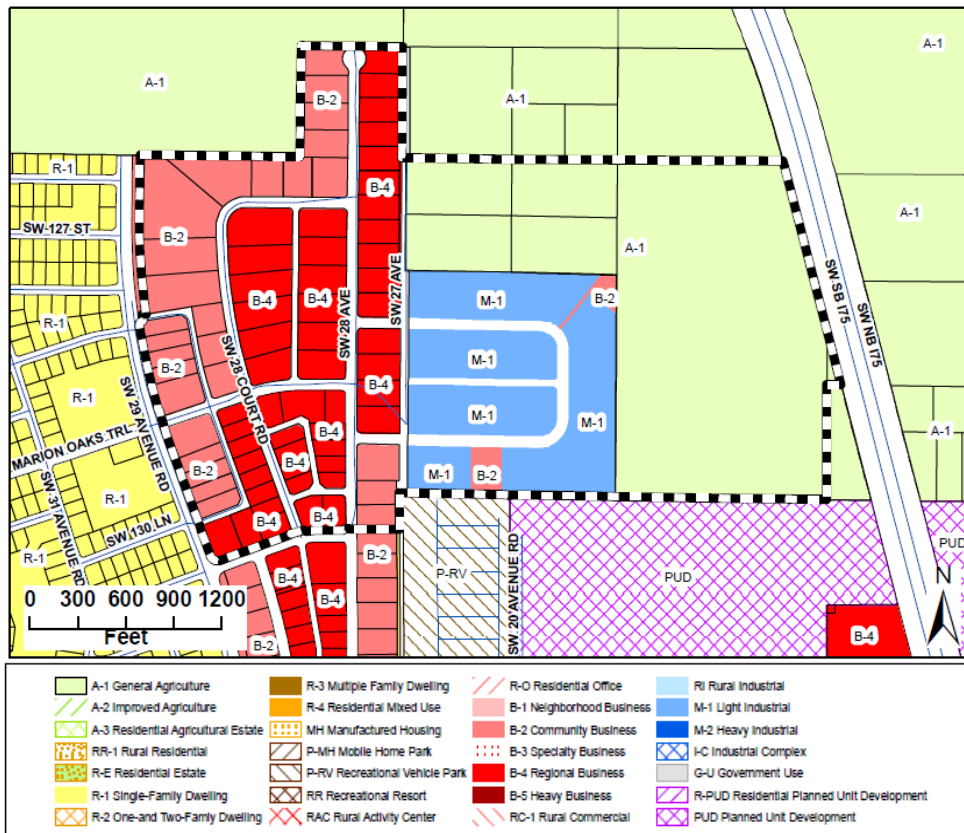 A-1
A-1
B-2
A-1
R-1
B-4
A-1
SW 127 ST
B-2
A-1
SW 27 AVE
SW SB I75
SW NB I75
M-1
B-2
B-4
B-4
SW 28 AVE
R-1
SW 28 COURT RD
M-1
B-4
B-2
R-1
SW 29 AVENUE RD
M-1
M-1
MARION OAKS TRL
B-4
A-1
B-2
B-4
M-1
B-2
SW 31 AVENUE RD
R-1
SW 130 LN
B-4
B-4
R-1
B-2
SW 20 AVENUE RD
PUD
P-RV
PUD
B-4
N
0 300 600 900 1200
Feet
B-4
B-2
B-4
A-1 General Agriculture
A-2 Improved Agriculture
A-3 Residential Agricultural Estate
RR-1 Rural Residential
R-E Residential Estate
R-1 Single-Family Dwelling
R-2 One-and Two-Family Dwelling
R-3 Multiple Family Dwelling
R-4 Residential Mixed Use
MH Manufactured Housing
P-MH Mobile Home Park
P-RV Recreational Vehicle Park
RR Recreational Resort
RAC Rural Activity Center
R-O Residential Office
B-1 Neighborhood Business
B-2 Community Business
B-3 Specialty Business
B-4 Regional Business
B-5 Heavy Business
RC-1 Rural Commercial
RI Rural Industrial
M-1 Light Industrial
M-2 Heavy Industrial
I-C Industrial Complex
G-U Government Use
R-PUD Residential Planned Unit Development
PUD Planned Unit Development